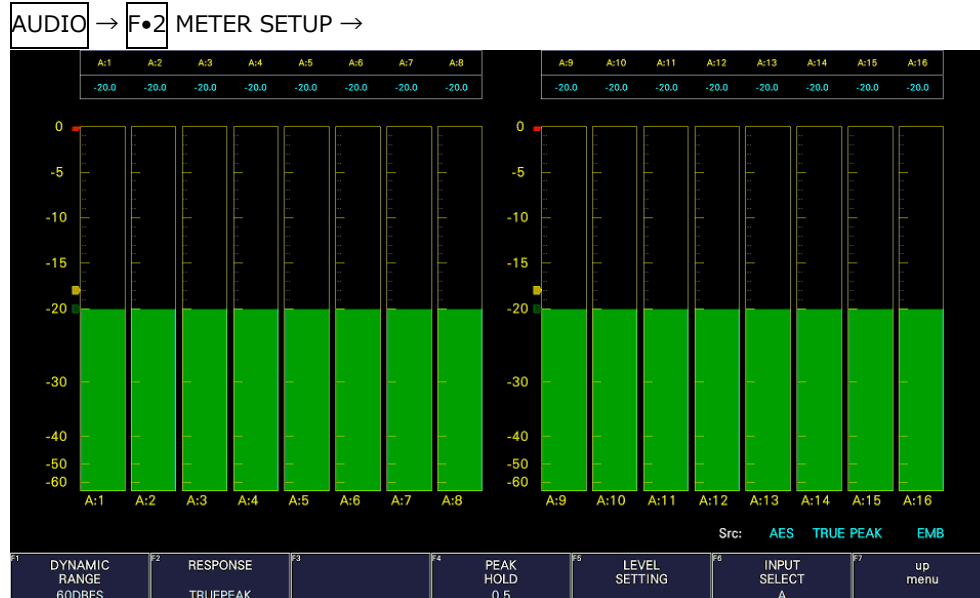 AUDIO → F•2 METER SETUP →
A:1 A:2 A:3 A:4 A:5 A:6 A:7 A:8 A:9 A:10 A:11 A:12 A:13 A:14 A:15 A:16
-20.0 -20.0 -20.0 -20.0 -20.0 -20.0 -20.0 -20.0 -20.0 -20.0 -20.0 -20.0 -20.0 -20.0 -20.0 -20.0
0 0
-5 -5
-10 -10
-15 -15
-20 -20
-30 -30
-40 -40
-50 -50
-60 -60
A:1 A:2 A:3 A:4 A:5 A:6 A:7 A:8 A:9 A:10 A:11 A:12 A:13 A:14 A:15 A:16
Src: AES TRUE PEAK EMB
F1 DYNAMIC F2 RESPONSE F3 F4 PEAK F5 LEVEL F6 INPUT F7 up
RANGE HOLD SETTING SELECT menu
60DBFS TRUEPEAK 0.5 A